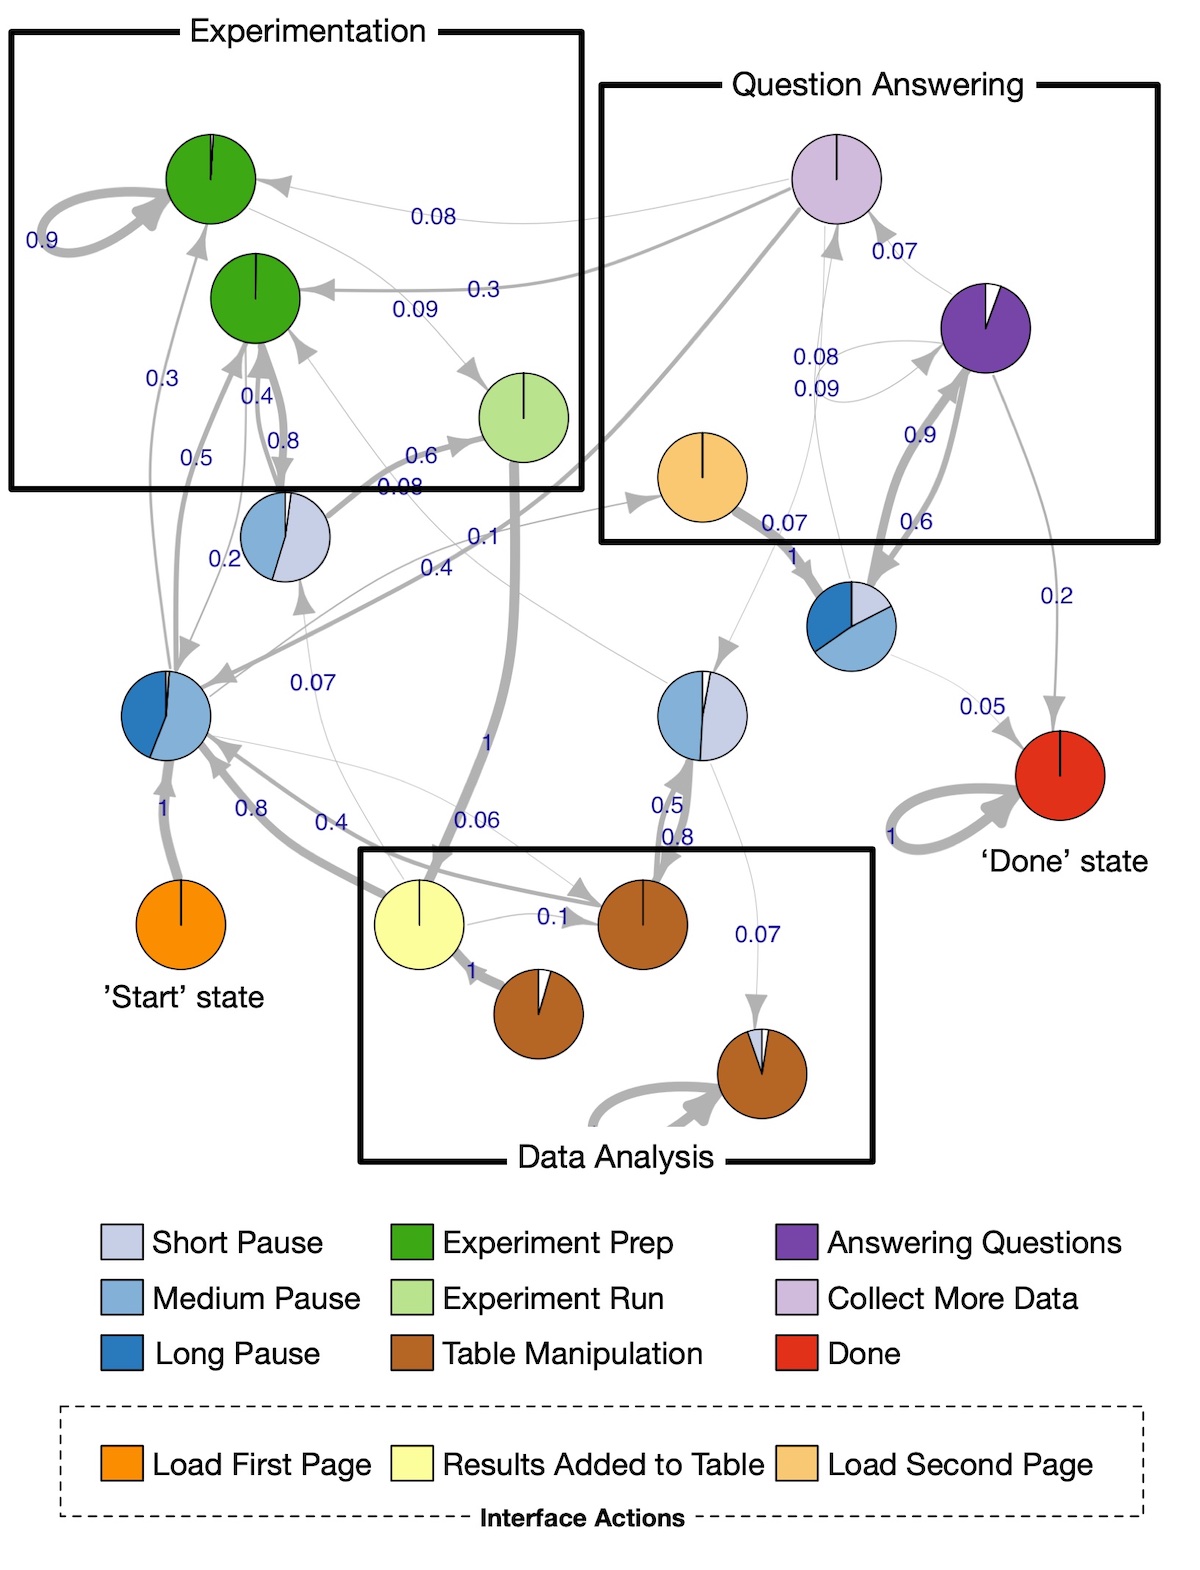 Experimentation
Question Answering
0.9
0.08
0.07
0.3
0.09
0.08
0.3
0.4
0.09
0.5
0.8
0.9
0.6
0.08
0.07
0.6
0.1
1
0.2
0.4
0.2
0.07
0.05
1
1
0.8
0.4
0.06
0.5
0.8
1
'Done' state
0.1
0.07
1
’Start’ state
Data Analysis
Short Pause
Experiment Prep
Answering Questions
Medium Pause
Experiment Run
Collect More Data
Long Pause
Table Manipulation
Done
Load First Page
Results Added to Table
Load Second Page
Interface Actions